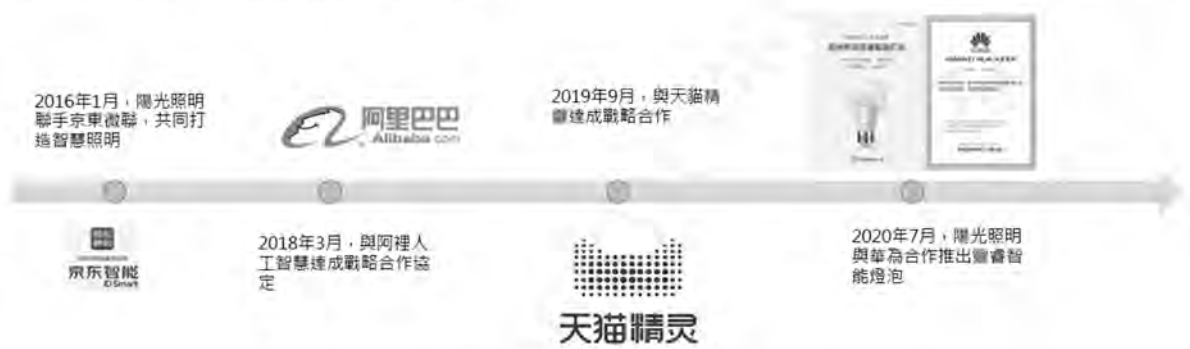 2016年1月，陽光照明
聯手京東微聯，共同打
造智慧照明
阿里巴巴
Alibaba.com
2019年9月，與天貓精
靈達成戰略合作
京东智能
JDSmart
2018年3月，與阿裡人
工智慧達成戰略合作協
定
天猫精灵
2020年7月，陽光照明
與華為合作推出靈睿智
能燈泡